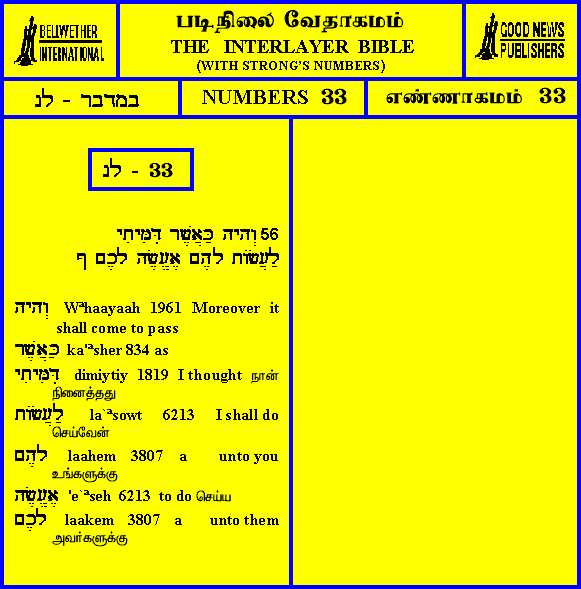 BELLWETHER
INTERNATIONAL
படிநிலை வேதாகமம்
THE INTERLAYER BIBLE
(WITH STRONG'S NUMBERS)
GOOD NEWS
PUBLISHERS
במדבר - לג
NUMBERS 33
எண்ணாகமம் 33
לג - 33
56 וְהָיָה כַּאֲשֶׁר דִּמִּיתִי
לַעֲשׂוֹת לָהֶם אֶעֱשֶׂה לָכֶם ף
וְהָיָה Wªhaayaah 1961 Moreover it
shall come to pass
כַּאֲשֶׁר ka'ªsher 834 as
דִּמִּיתִי dimiytiy 1819 I thought நான்
நினைத்தது
לַעֲשׂוֹת la`ªsowt 6213 I shall do
செய்வேன்
לָהֶם laahem 3807 a unto you
உங்களுக்கு
אֶעֱשֶׂה 'e`ªseh 6213 to do செய்ய
לָכֶם laakem 3807 a unto them
அவர்களுக்கு